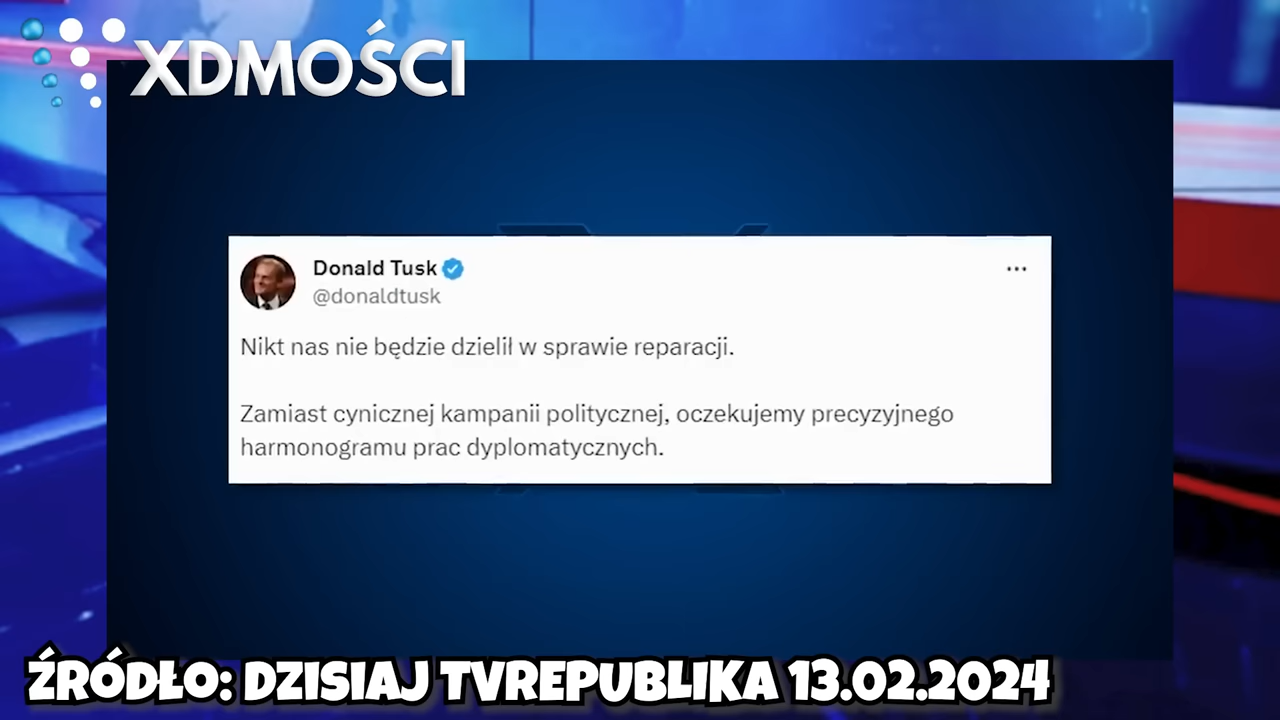 XDMOŚCI
Donald Tusk
@donaldtusk
Nikt nas nie będzie dzielił w sprawie reparacji.
Zamiast cynicznej kampanii politycznej, oczekujemy precyzyjnego
harmonogramu prac dyplomatycznych.
ŹRÓDŁO: DZISIAJ TVREPUBLIKA 13.02.2024